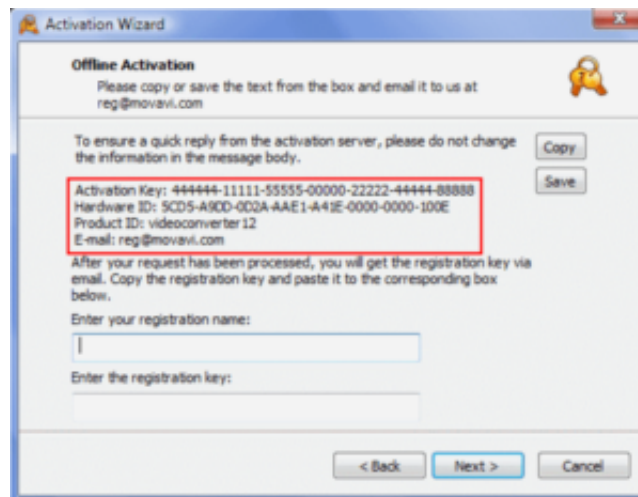 Activation Wizard
Offline Activation
Please copy or save the text from the box and email it to us at
reg@movavi.com
To ensure a quick reply from the activation server, please do not change
the information in the message body.
Copy
Save
Activation Key: 444444-11111-55555-00000-22222-44444-88888
Hardware ID: 5CD5-A9DD-0D2A-AAE1-A41E-0000-0000-100E
Product ID: videoconverter12
E-mail: reg@movavi.com
After your request has been processed, you will get the registration key via
email. Copy the registration key and paste it to the corresponding box
below.
Enter your registration name:
Enter the registration key:
< Back
Next >
Cancel